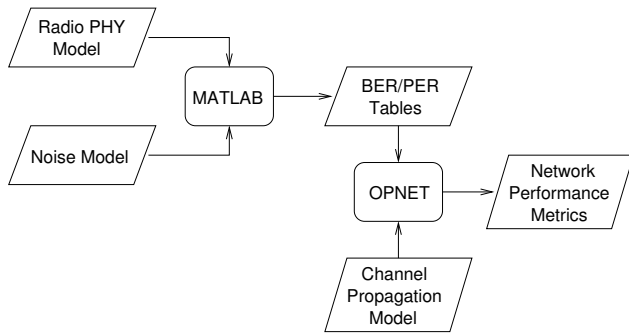 Radio PHY
Model
MATLAB
BER/PER
Tables
Noise Model
OPNET
Network
Performance
Metrics
Channel
Propagation
Model